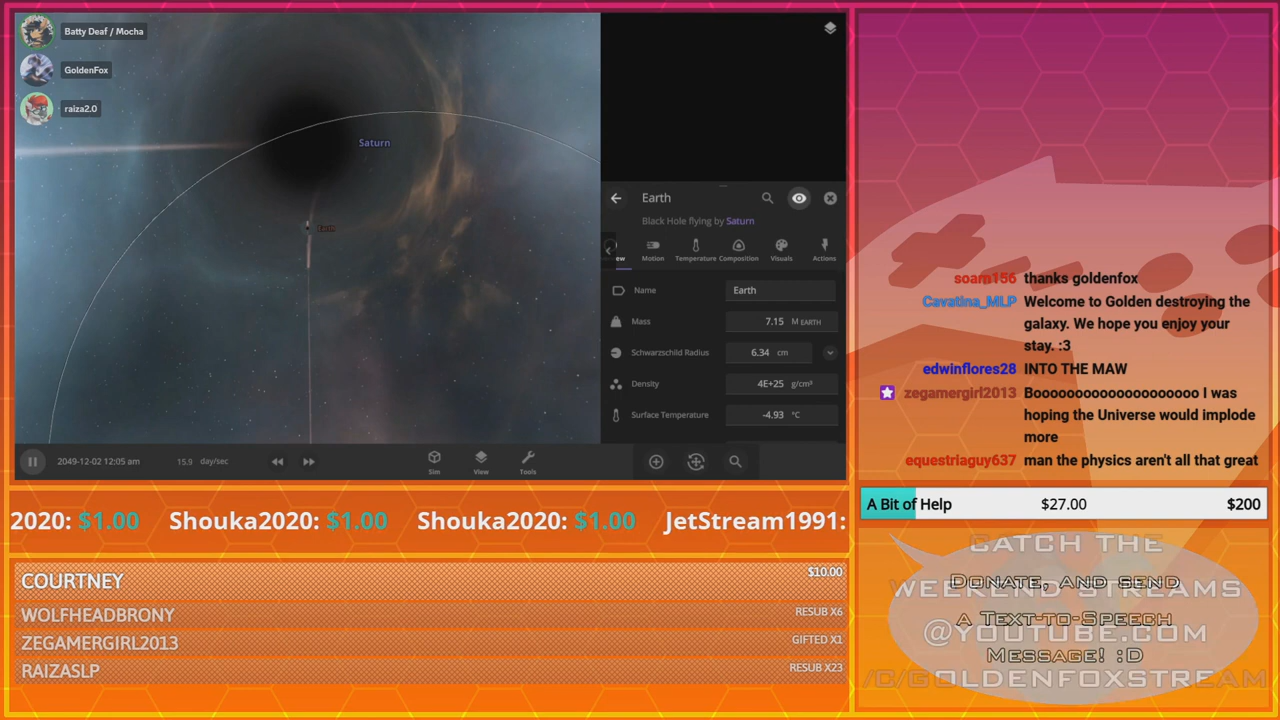 Batty Deaf / Mocha
GoldenFox
raiza2.0
Saturn
Earth
Earth
Black Hole flying by Saturn
ew
Motion
Temperature
Composition
Visuals
Actions
Name
Earth
Mass
7.15 M EARTH
Schwarzschild Radius
6.34 cm
Density
4E+25 g/cm³
Surface Temperature
-4.93 °C
2049-12-02 12:05 am
15.9 day/sec
Sim
View
Tools
soarn156 thanks goldenfox
Cavatina_MLP Welcome to Golden destroying the
galaxy. We hope you enjoy your
stay. :3
edwinflores28 INTO THE MAW
zegamergirl2013 Boooooooooooooooooooo I was
hoping the Universe would implode
more
equestriaguy637 man the physics aren't all that great
A Bit of Help $27.00 $200
2020: $1.00 Shouka2020: $1.00 Shouka2020: $1.00 JetStream1991:
COURTNEY $10.00
WOLFHEADBRONY RESUB X6
ZEGAMERGIRL2013 GIFTED X1
RAIZASLP RESUB X23
CATCH THE
WEEKEND STREAMS
@YOUTUBE.COM
/C/GOLDENFOXSTREAM
Donate, and send
a Text-to-Speech
Message! :D